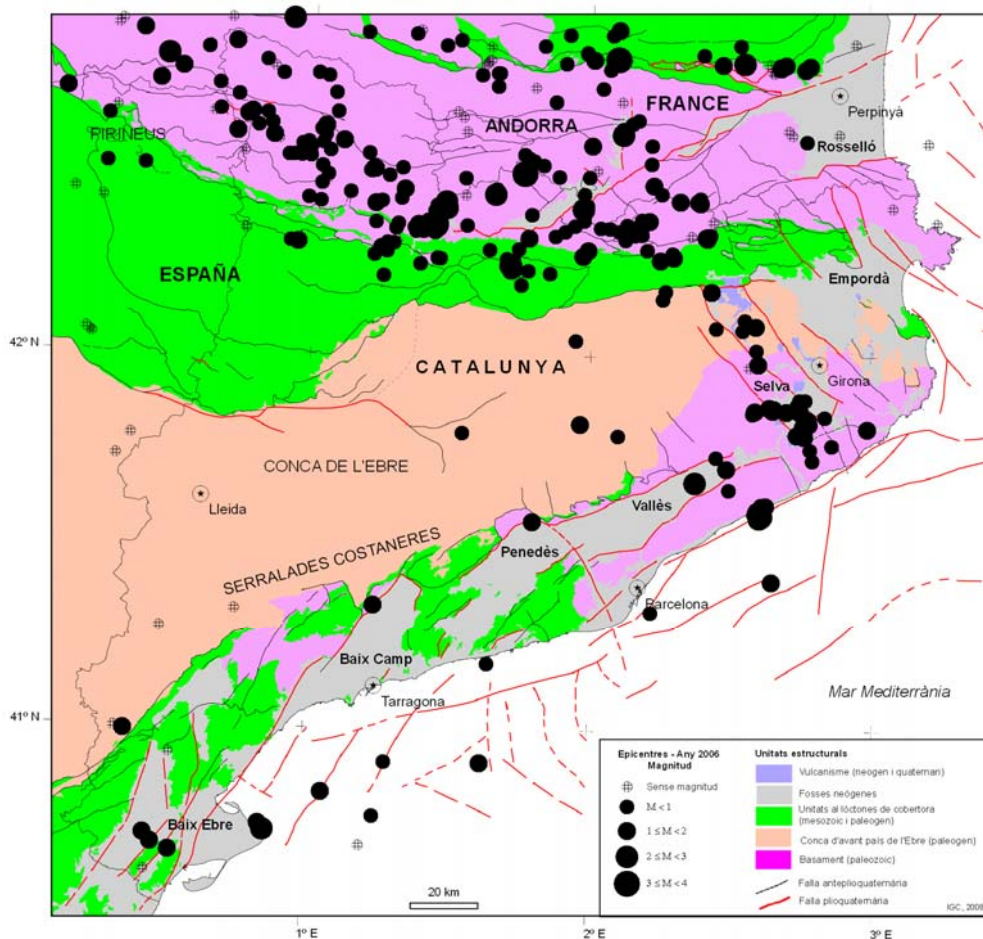 FRANCE
Perpinyà
ANDORRA
PIRINEUS
Rosselló
ESPAÑA
Empordà
42° N
CATALUNYA
Girona
Selva
CONCA DE L'EBRE
Lleida
Vallès
Penedès
SERRALADES COSTANERES
Barcelona
Baix Camp
Tarragona
Mar Mediterrània
41° N
Baix Ebre
Epicentres - Any 2006
Magnitud
Sense magnitud
M < 1
1 ≤ M < 2
2 ≤ M < 3
3 ≤ M < 4
Unitats estructurals
Vulcanisme (neogen i quaternari)
Fosses neògenes
Unitats al·lòctones de cobertora
(mesozoic i paleogen)
Conca d'avant país de l'Ebre (paleogen)
Basament (paleozoic)
Falla anteplioquaternària
Falla plioquaternària
IGC, 2008
20 km
1º E
2º E
3º E